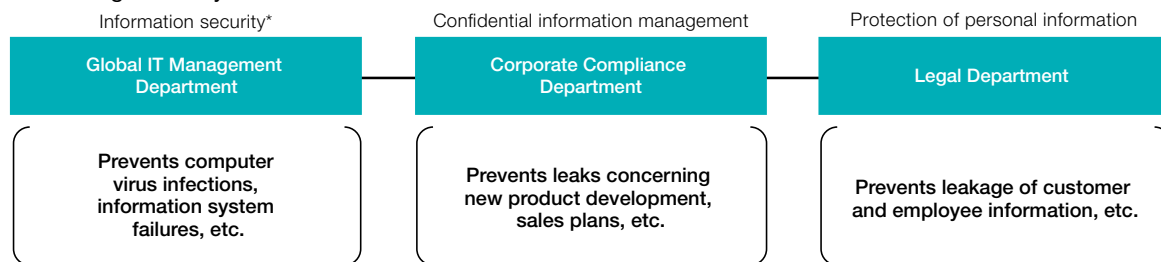 Information security*
Global IT Management
Department
Prevents computer
virus infections,
information system
failures, etc.
Confidential information management
Corporate Compliance
Department
Prevents leaks concerning
new product development,
sales plans, etc.
Protection of personal information
Legal Department
Prevents leakage of customer
and employee information, etc.